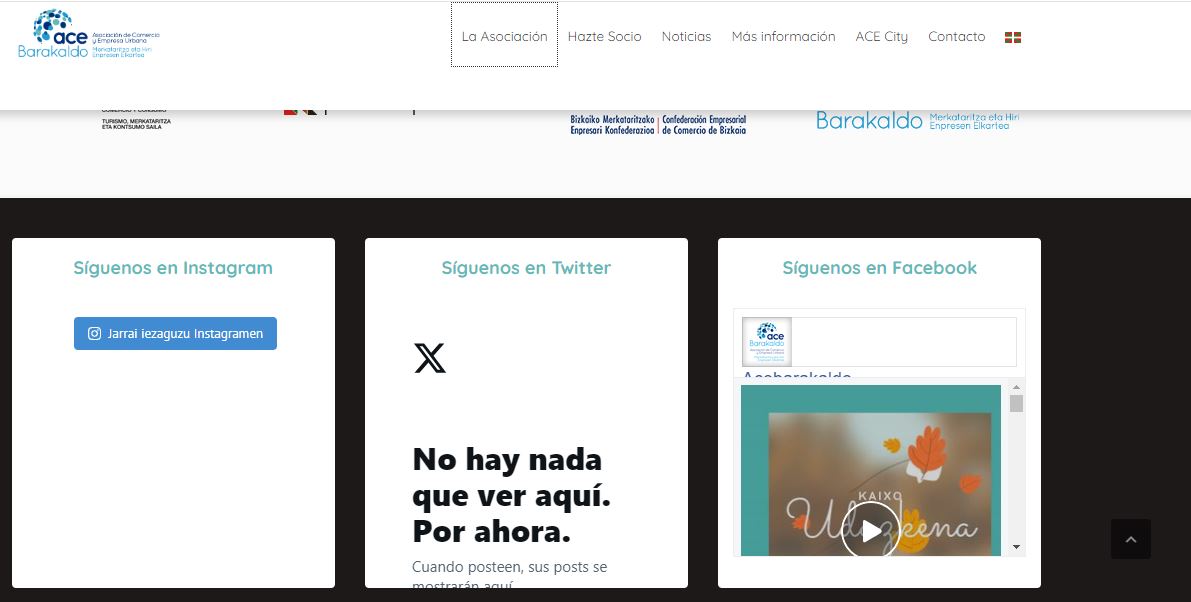 ace
Asociación de Comercio
y Empresa Urbana
Barakaldo
Merkataritza eta Hiri
Enpresen Elkartea
La Asociación
Hazte Socio
Noticias
Más información
ACE City
Contacto
TURISMO, MERKATARITZA
ETA KONTSUMO SAILA
Bizkaiko Merkataritzako
Enpresari Konfederazioa
Confederación Empresarial
de Comercio de Bizkaia
Barakaldo
Merkataritza eta Hiri
Enpresen Elkartea
Síguenos en Instagram
Jarrai iezaguzu Instagramen
Síguenos en Twitter
No hay nada
que ver aquí.
Por ahora.
Cuando posteen, sus posts se
mostrarán aquí
Síguenos en Facebook
ace
Barakaldo
Acebarakaldo
KAIXO
Udazkena